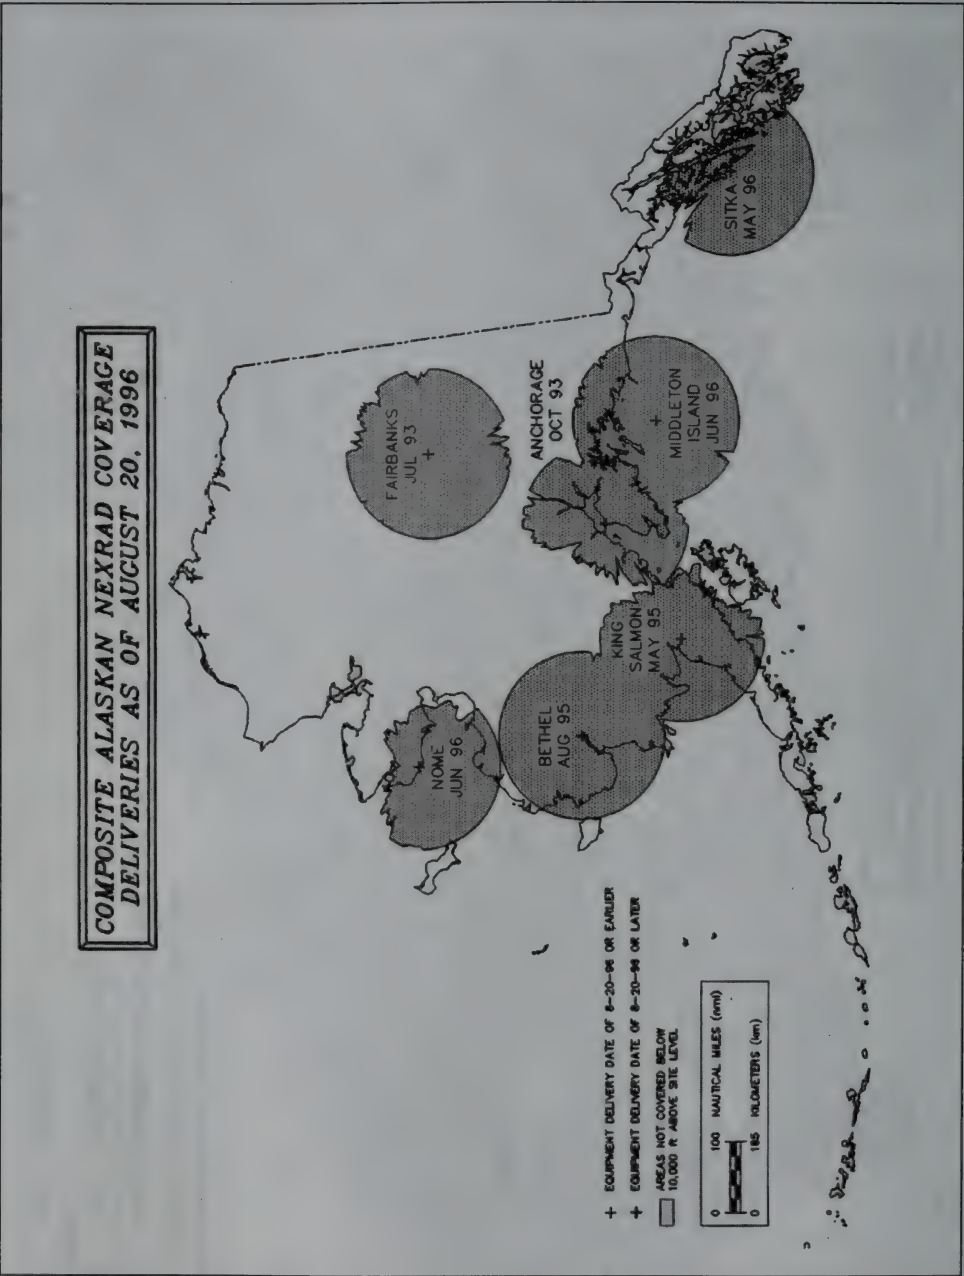 COMPOSITE ALASKAN NEXRAD COVERAGE
DELIVERIES AS OF AUGUST 20, 1996
NOME
JUN 96
FAIRBANKS
JUL 93
BETHEL
AUG 95
KING
SALMON
MAY 95
ANCHORAGE
OCT 93
MIDDLETON
ISLAND
JUN 96
SITKA
MAY 96
+ EQUIPMENT DELIVERY DATE OF 8-20-96 OR EARLIER
+ EQUIPMENT DELIVERY DATE OF 8-20-96 OR LATER
AREAS NOT COVERED BELOW
10,000 ft ABOVE SITE LEVEL
0 100 NAUTICAL MILES (nmi)
0 185 KILOMETERS (km)